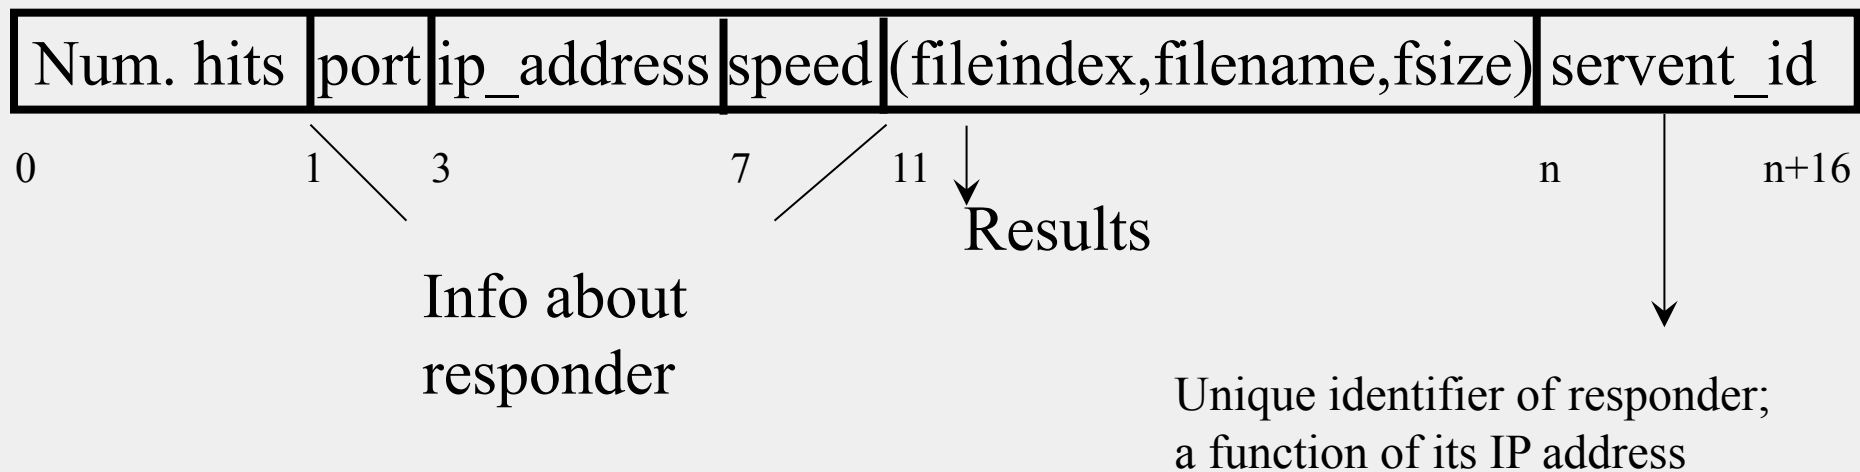 Num. hits port ip_address speed (fileindex,filename,fsize) servent_id
0 1 3 7 11 n n+16
Results
Info about
responder
Unique identifier of responder;
a function of its IP address